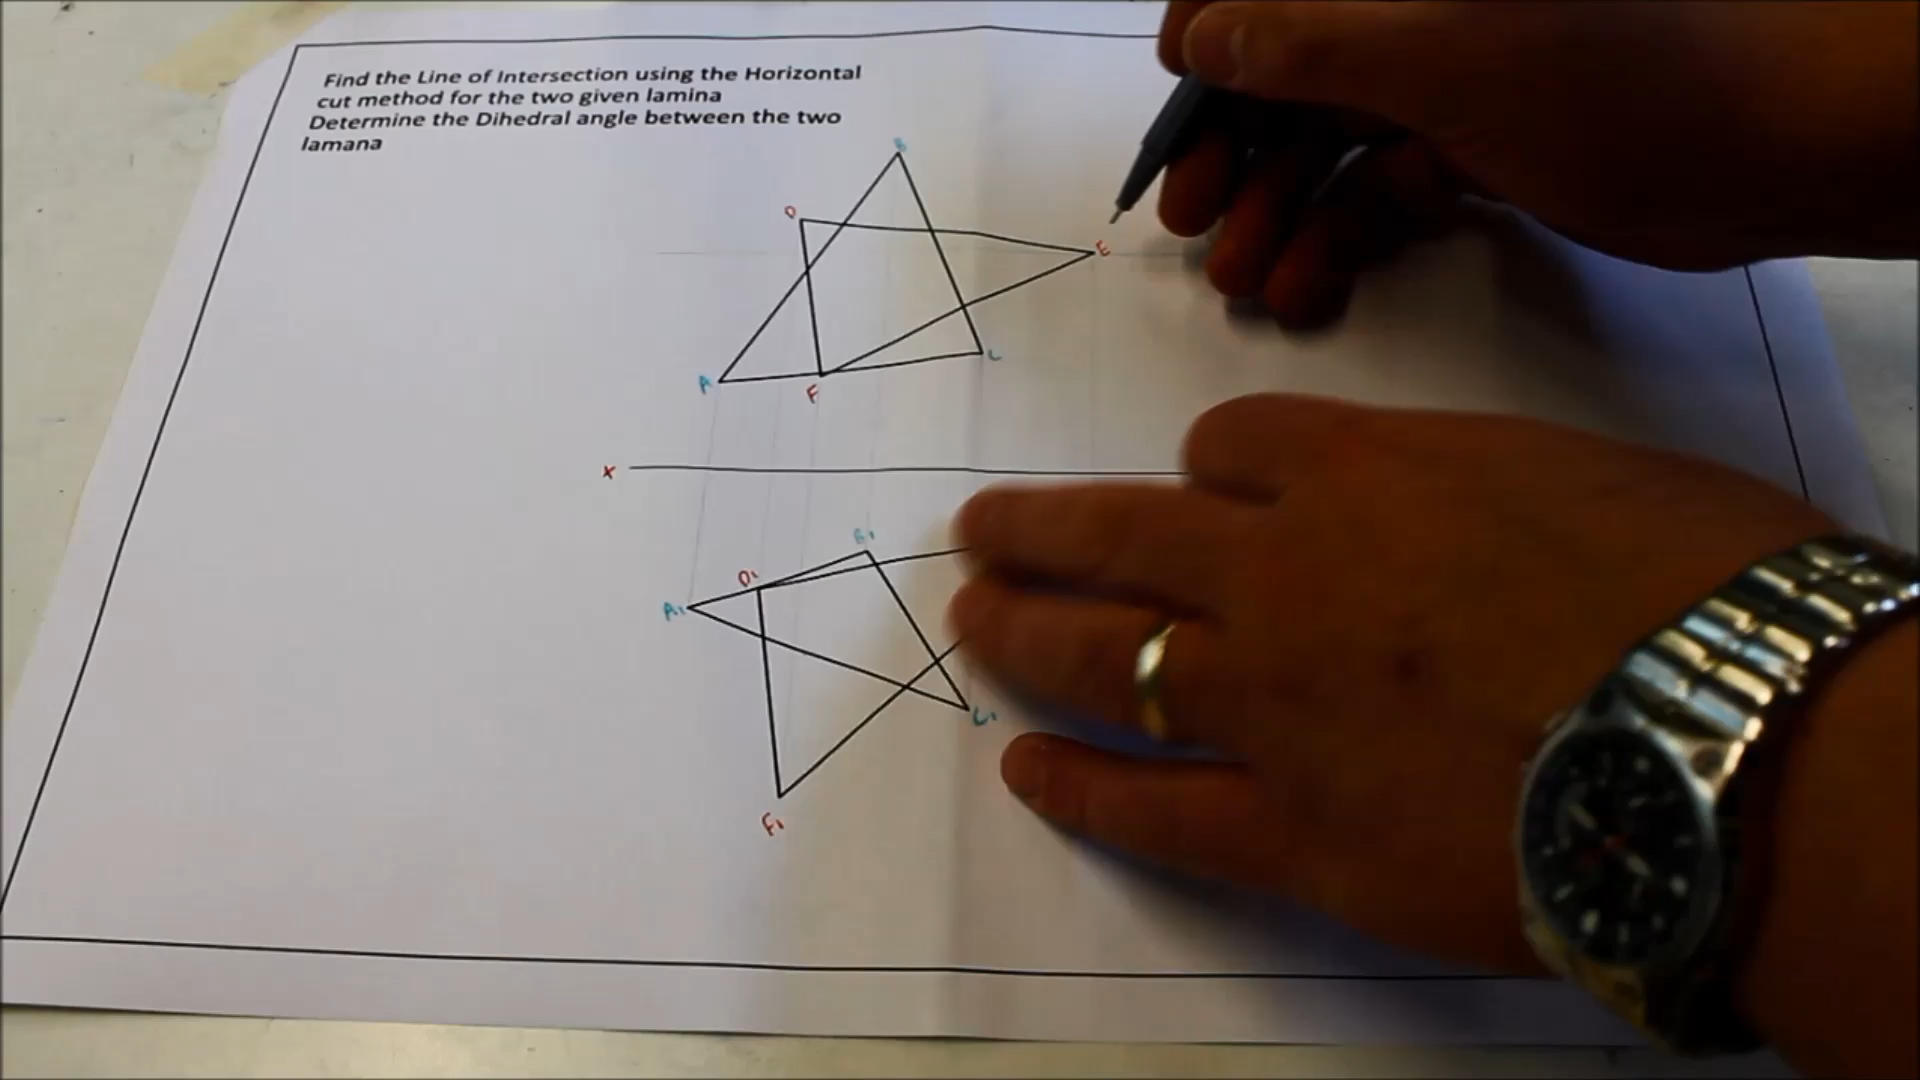 Find the Line of Intersection using the Horizontal
cut method for the two given lamina
Determine the Dihedral angle between the two
lamana
B
D
E
A
F
C
X
B1
D1
A1
C1
F1